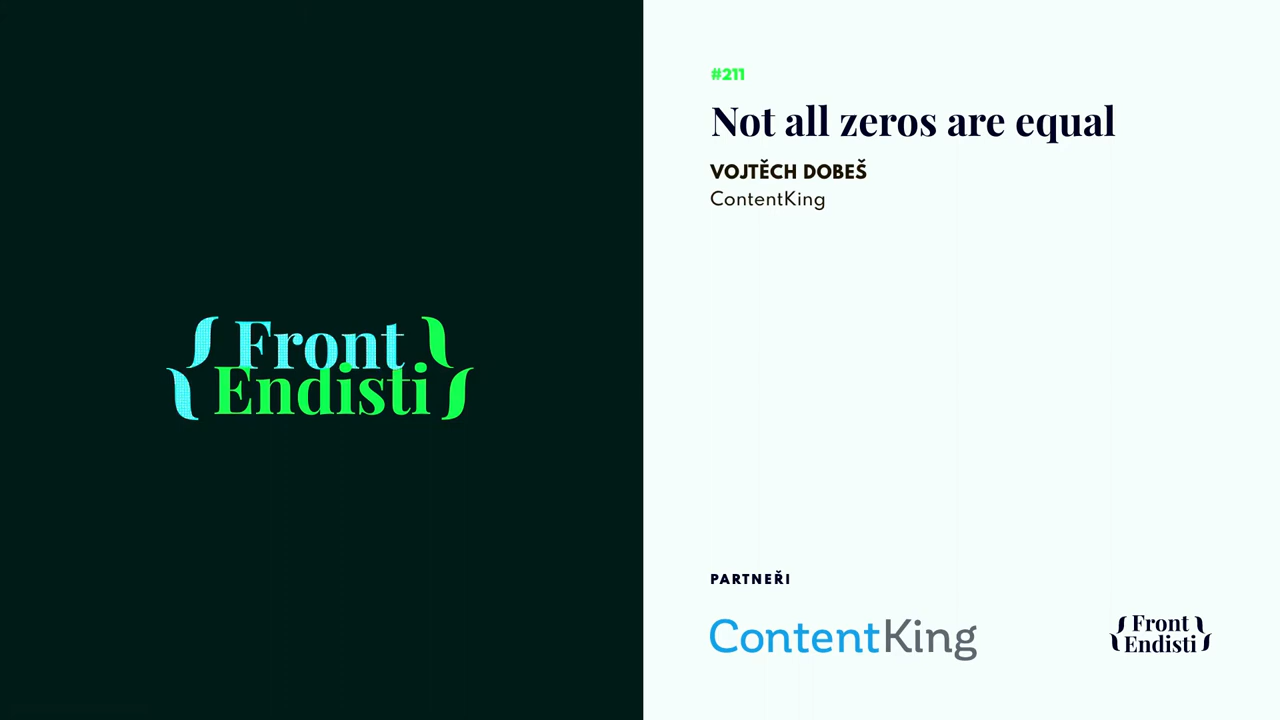 { Front }
{ Endisti }
#211
Not all zeros are equal
VOJTĚCH DOBEŠ
ContentKing
PARTNEŘI
ContentKing
{ Front }
{ Endisti }